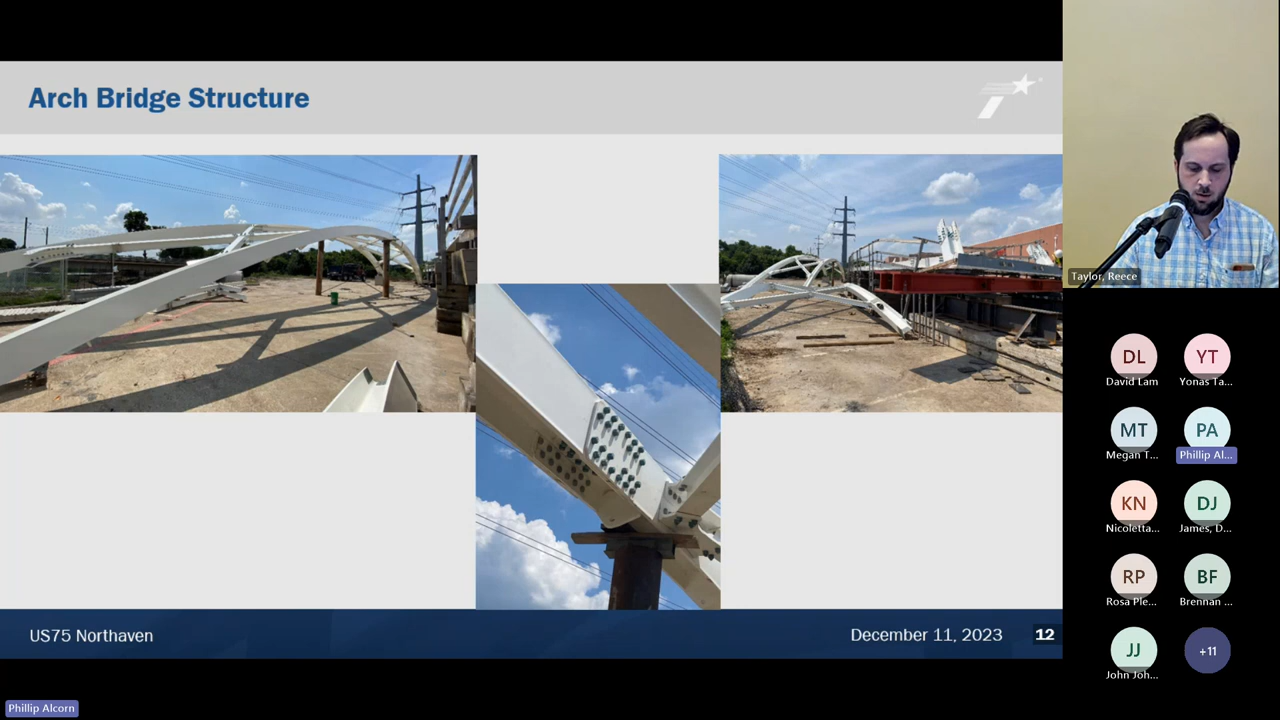 Arch Bridge Structure
US75 Northaven
December 11, 2023
12
Taylor, Reece
DL
David Lam
YT
Yonas Ta...
MT
Megan T...
PA
Phillip Al...
KN
Nicoletta...
DJ
James, D...
RP
Rosa Ple...
BF
Brennan ...
JJ
John Joh...
+11
Phillip Alcorn